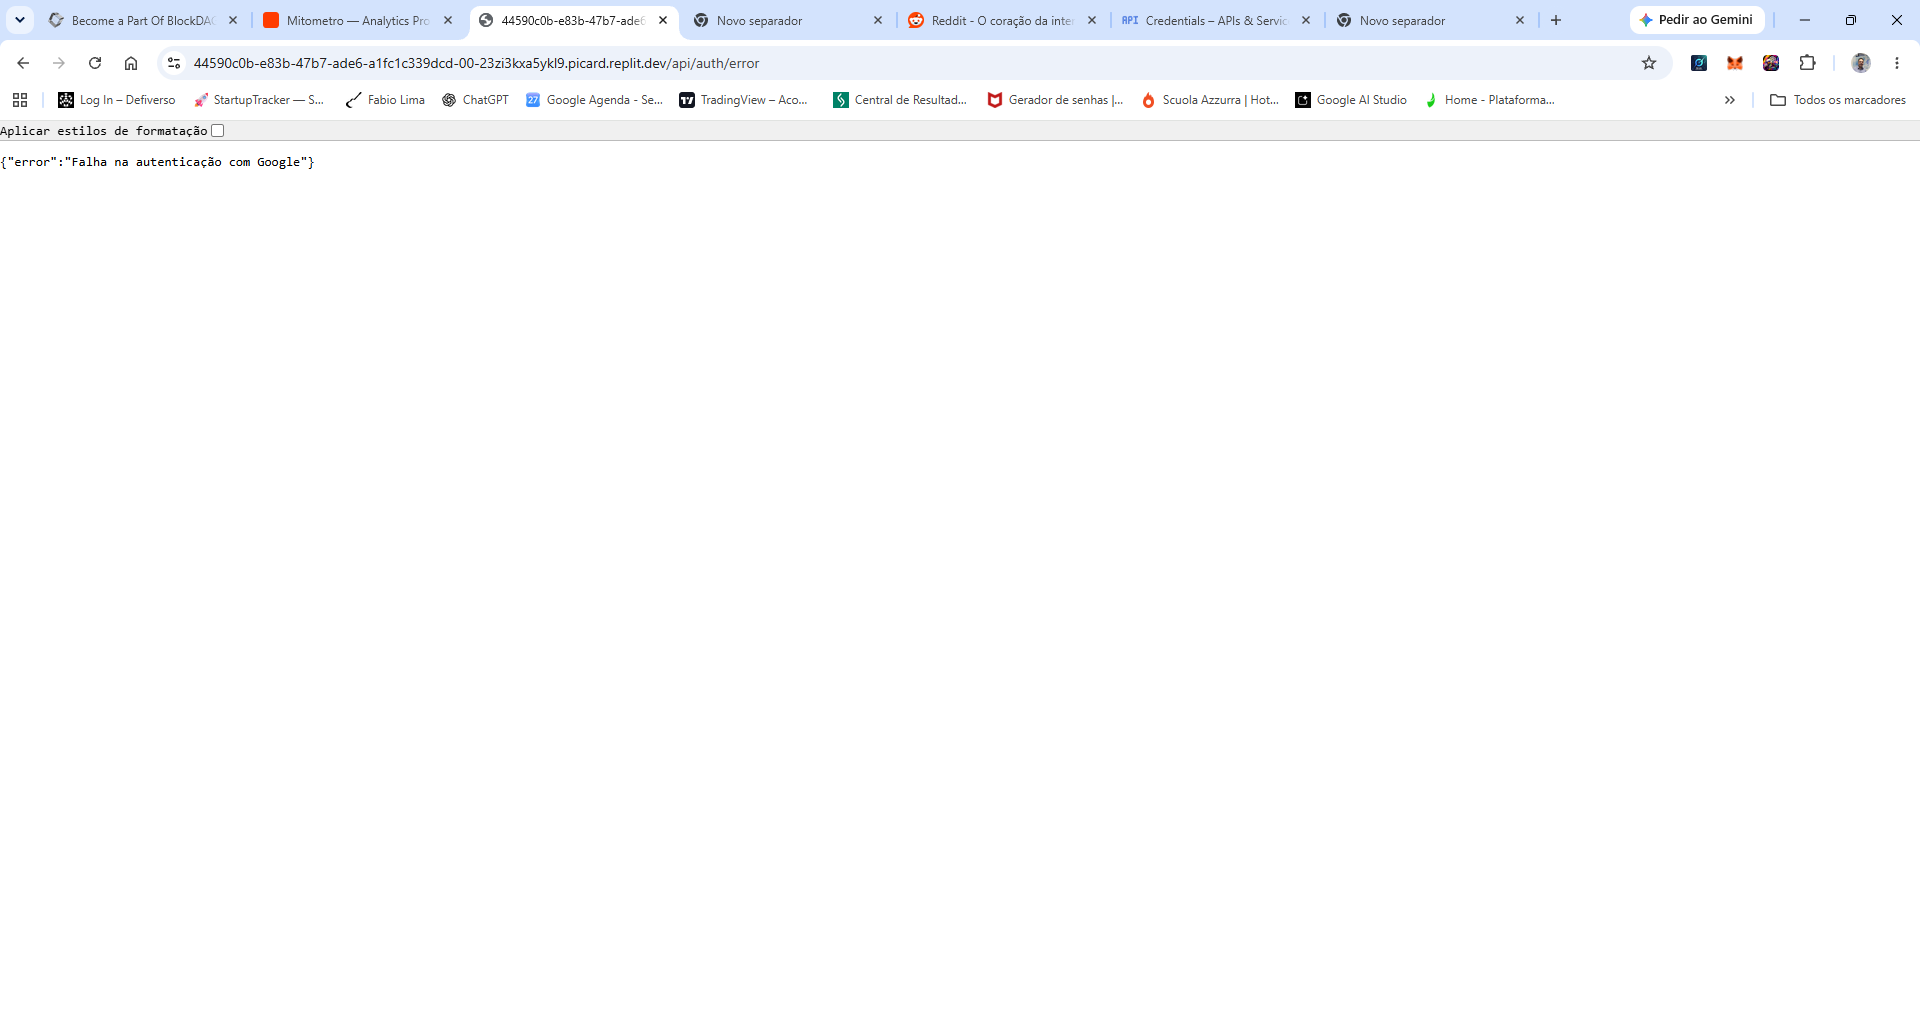 Become a Part Of BlockDAG
Mitometro — Analytics Pro
44590c0b-e83b-47b7-ade6
Novo separador
Reddit - O coração da inter
API Credentials – APIs & Servic
Novo separador
Pedir ao Gemini
44590c0b-e83b-47b7-ade6-a1fc1c339dcd-00-23zi3kxa5ykl9.picard.replit.dev/api/auth/error
Log In – Defiverso
StartupTracker — S...
Fabio Lima
ChatGPT
27 Google Agenda - Se...
TradingView – Aco...
Central de Resultad...
Gerador de senhas |...
Scuola Azzurra | Hot...
Google AI Studio
Home - Plataforma...
Todos os marcadores
Aplicar estilos de formatação
{"error":"Falha na autenticação com Google"}